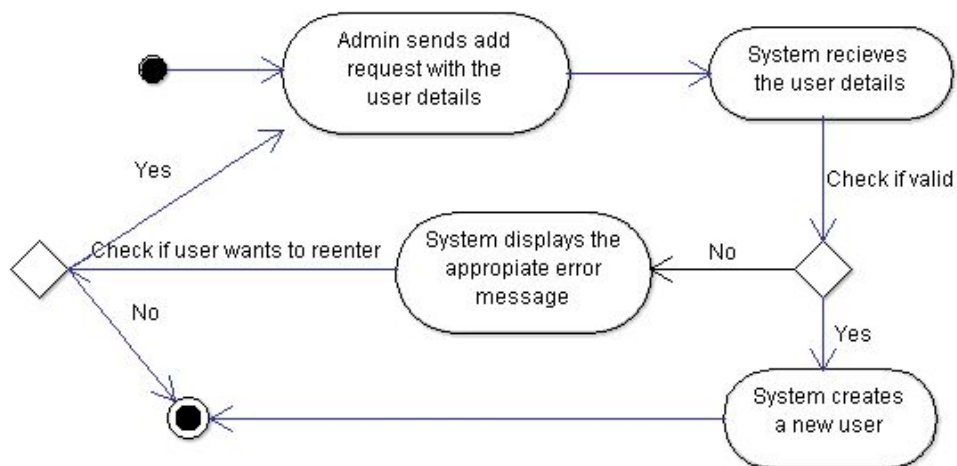 Admin sends add
request with the
user details
System recieves
the user details
Yes
Check if valid
Check if user wants to reenter
System displays the
appropiate error
message
No
No
Yes
System creates
a new user